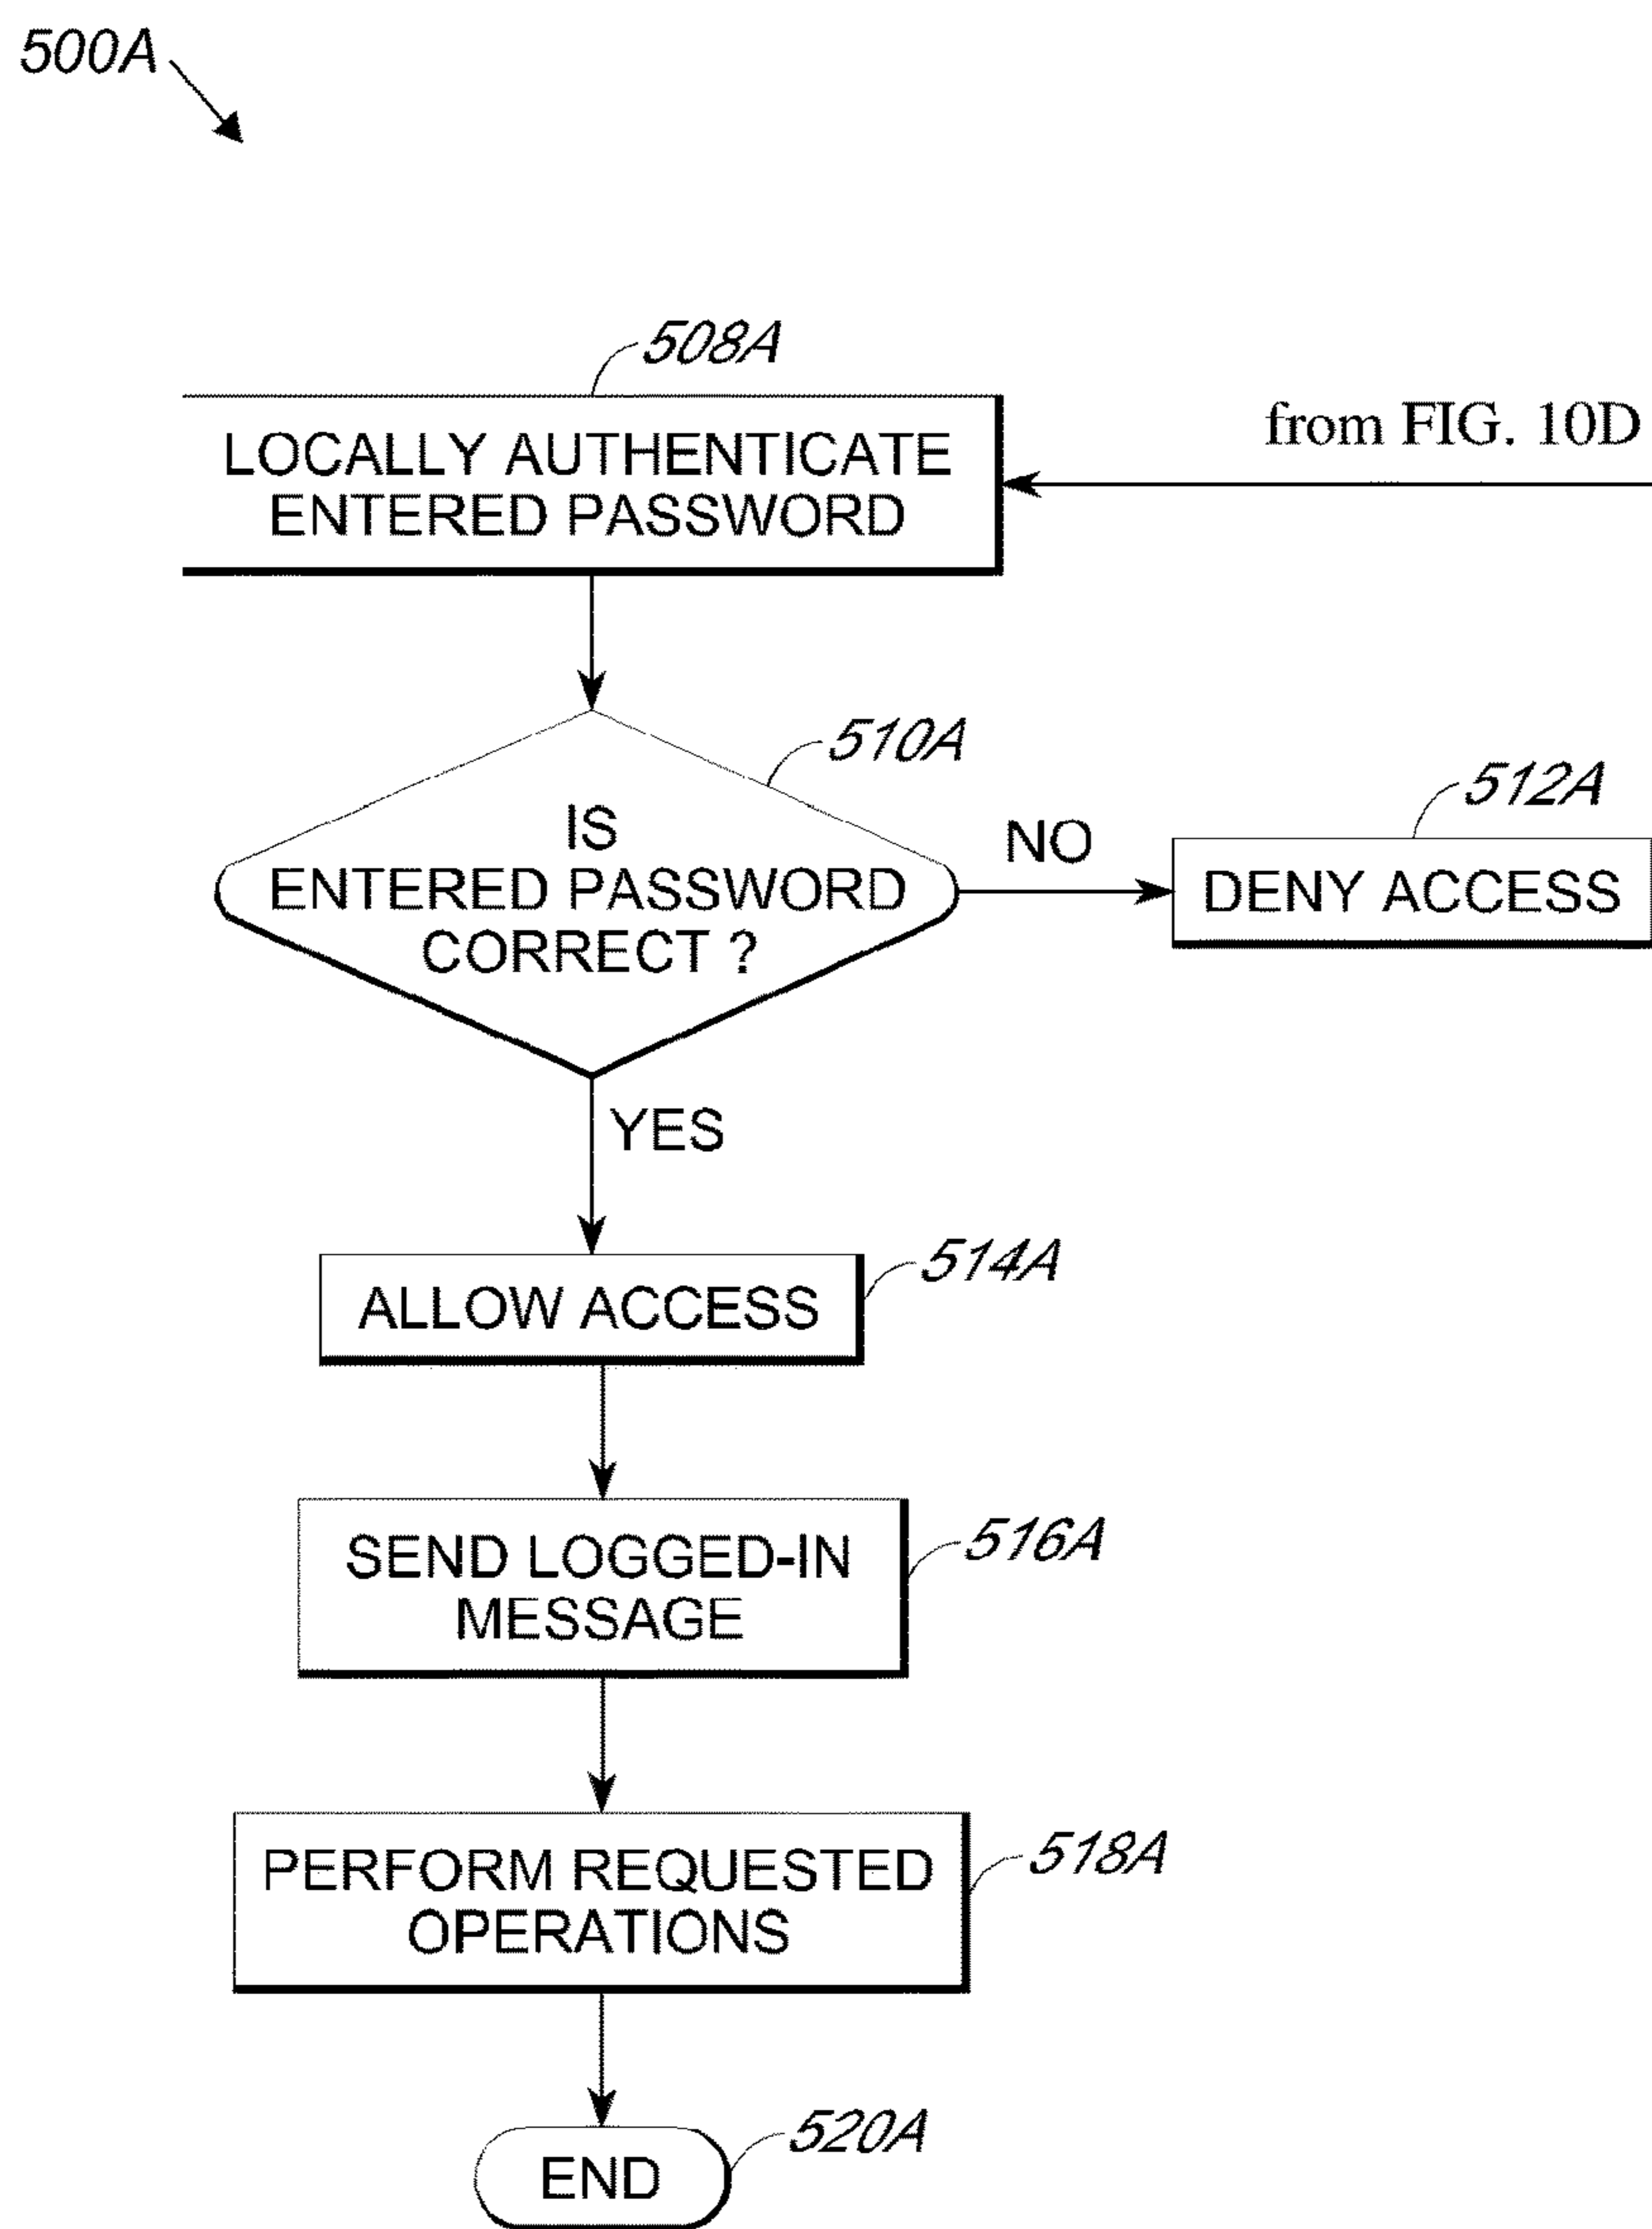 500A
508A
LOCALLY AUTHENTICATE
ENTERED PASSWORD
from FIG. 10D
510A
IS
ENTERED PASSWORD
CORRECT ?
NO
512A
DENY ACCESS
YES
514A
ALLOW ACCESS
516A
SEND LOGGED-IN
MESSAGE
518A
PERFORM REQUESTED
OPERATIONS
520A
END